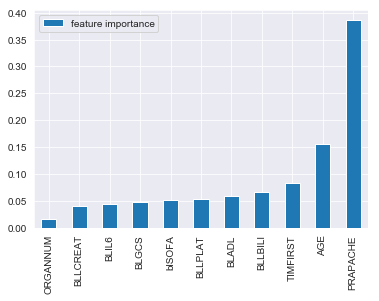 feature importance
0.40
0.35
0.30
0.25
0.20
0.15
0.10
0.05
0.00
ORGANNUM
BLLCREAT
BLIL6
BLGCS
blSOFA
BLLPLAT
BLADL
BLLBILI
TIMFIRST
AGE
PRAPACHE